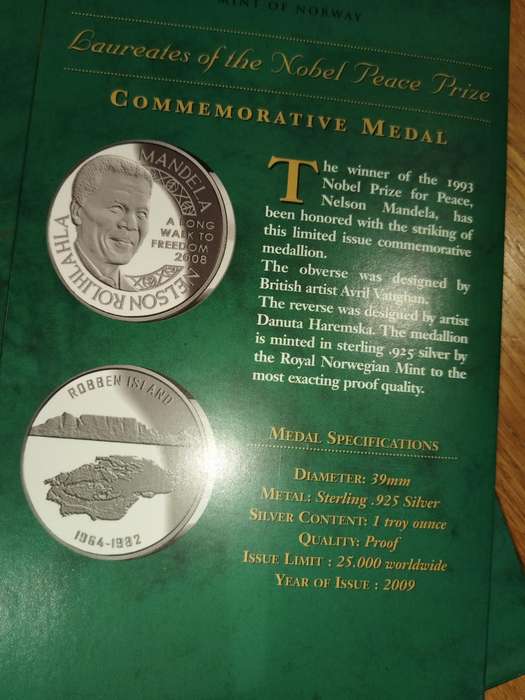 MINT OF NORWAY
Laureates of the Nobel Peace Prize
COMMEMORATIVE MEDAL
NELSON ROLIHLAHLA MANDELA
A LONG
WALK TO
FREEDOM
2008
The winner of the 1993
Nobel Prize for Peace,
Nelson Mandela, has
been honored with the striking of
this limited issue commemorative
medallion.
The obverse was designed by
British artist Avril Vaughan.
The reverse was designed by artist
Danuta Haremska. The medallion
is minted in sterling .925 silver by
the Royal Norwegian Mint to the
most exacting proof quality.
ROBBEN ISLAND
1964-1982
MEDAL SPECIFICATIONS
DIAMETER: 39mm
METAL: Sterling .925 Silver
SILVER CONTENT: 1 troy ounce
QUALITY: Proof
ISSUE LIMIT : 25.000 worldwide
YEAR OF ISSUE : 2009